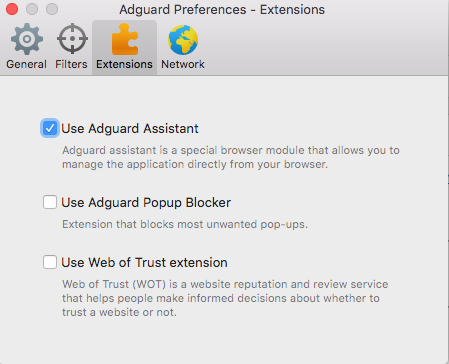 Adguard Preferences - Extensions
General Filters Extensions Network
Use Adguard Assistant
Adguard assistant is a special browser module that allows you to
manage the application directly from your browser.
Use Adguard Popup Blocker
Extension that blocks most unwanted pop-ups.
Use Web of Trust extension
Web of Trust (WOT) is a website reputation and review service
that helps people make informed decisions about whether to
trust a website or not.